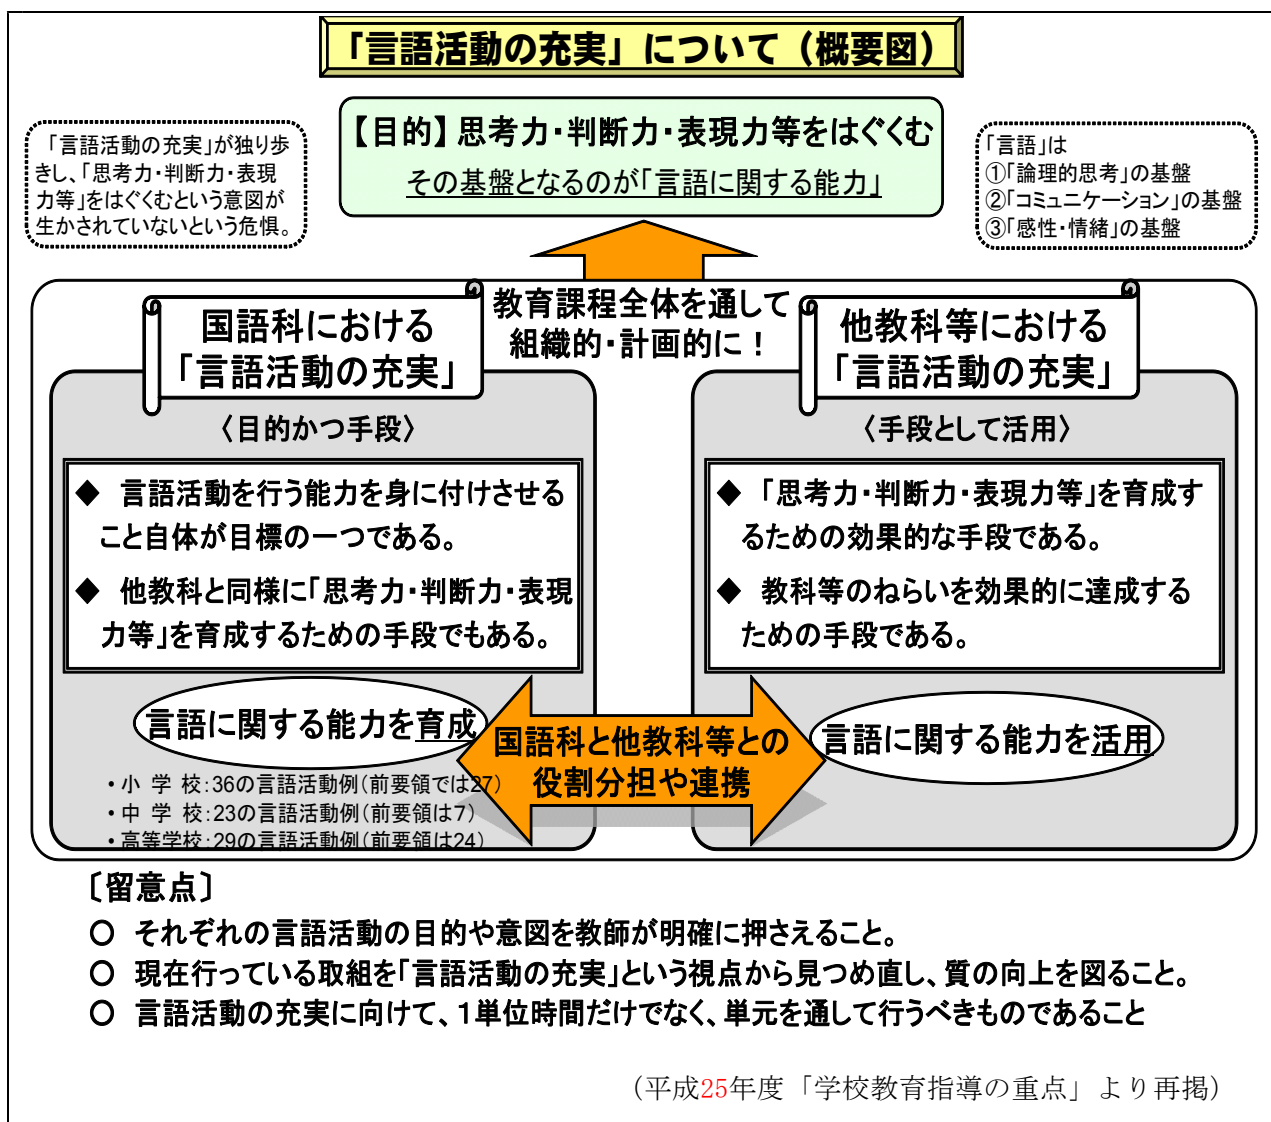 「言語活動の充実」について（概要図）
【目的】思考力・判断力・表現力等をはぐくむ
その基盤となるのが「言語に関する能力」
「言語活動の充実」が独り歩
きし、「思考力・判断力・表現
力等」をはぐくむという意図が
生かされていないという危惧。
「言語」は
①「論理的思考」の基盤
②「コミュニケーション」の基盤
③「感性・情緒」の基盤
教育課程全体を通して
組織的・計画的に！
国語科における
「言語活動の充実」
〈目的かつ手段〉
◆ 言語活動を行う能力を身に付けさせる
こと自体が目標の一つである。
◆ 他教科と同様に「思考力・判断力・表現
力等」を育成するための手段でもある。
言語に関する能力を育成
・小 学 校：36の言語活動例（前要領では27）
・中 学 校：23の言語活動例（前要領は7）
・高等学校：29の言語活動例（前要領は24）
他教科等における
「言語活動の充実」
〈手段として活用〉
◆ 「思考力・判断力・表現力等」を育成す
るための効果的な手段である。
◆ 教科等のねらいを効果的に達成する
ための手段である。
言語に関する能力を活用
国語科と他教科等との
役割分担や連携
〔留意点〕
○ それぞれの言語活動の目的や意図を教師が明確に押さえること。
○ 現在行っている取組を「言語活動の充実」という視点から見つめ直し、質の向上を図ること。
○ 言語活動の充実に向けて、1単位時間だけでなく、単元を通して行うべきものであること
（平成25年度「学校教育指導の重点」より再掲）